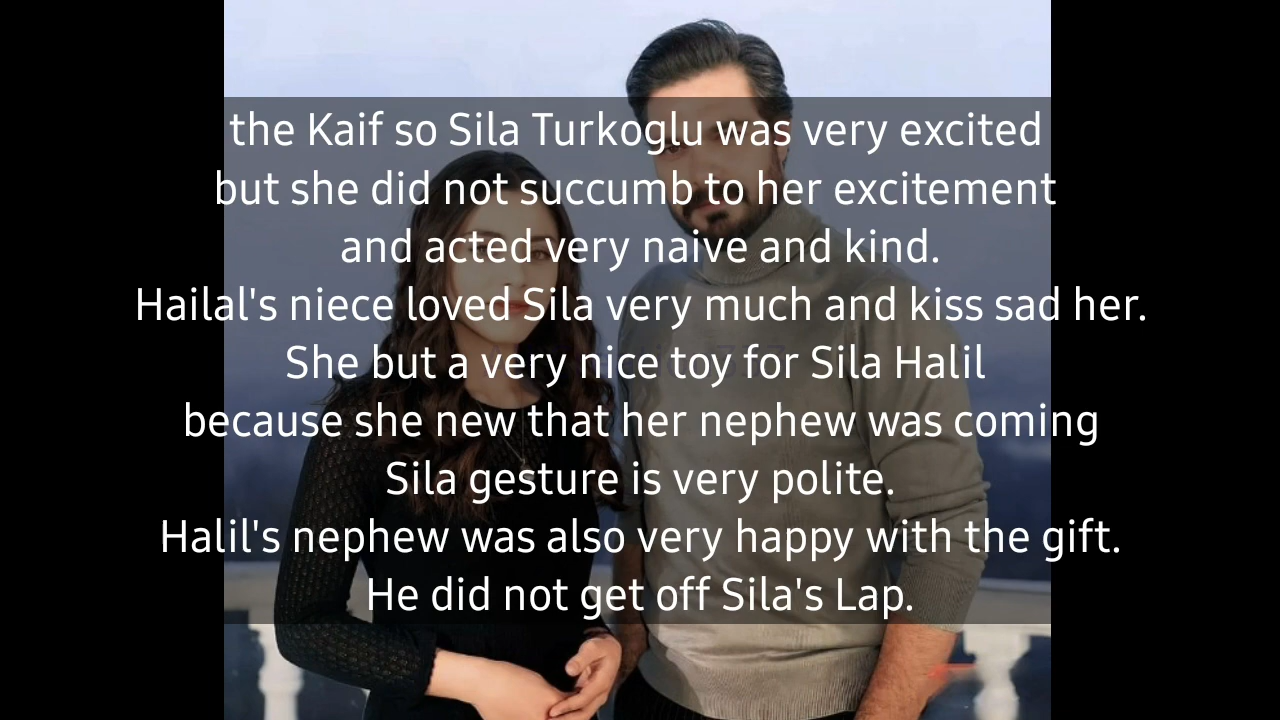 the Kaif so Sila Turkoglu was very excited
but she did not succumb to her excitement
and acted very naive and kind.
Hailal's niece loved Sila very much and kiss sad her.
She but a very nice toy for Sila Halil
because she new that her nephew was coming
Sila gesture is very polite.
Halil's nephew was also very happy with the gift.
He did not get off Sila's Lap.